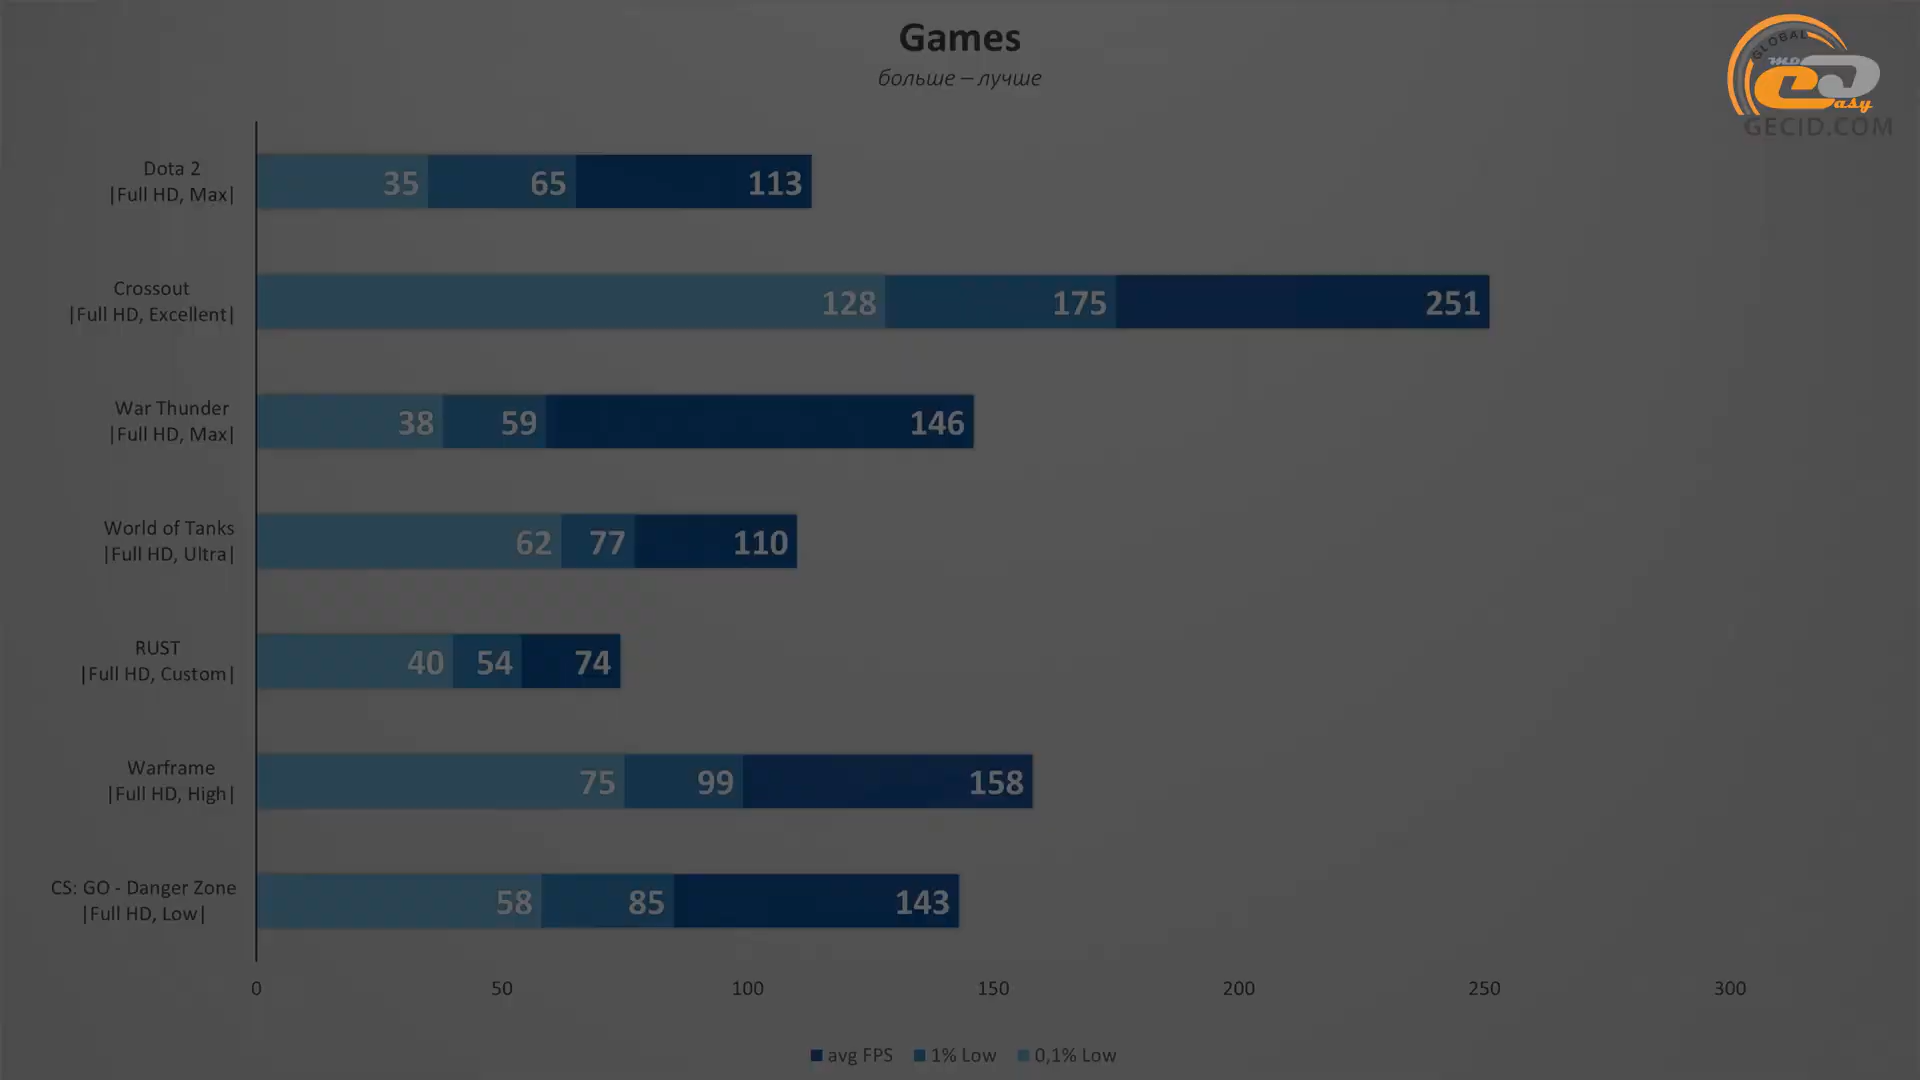 Games
больше – лучше
GLOBAL
easy
GECID.COM
Dota 2
|Full HD, Max|
35 65 113
Crossout
|Full HD, Excellent|
128 175 251
War Thunder
|Full HD, Max|
38 59 146
World of Tanks
|Full HD, Ultra|
62 77 110
RUST
|Full HD, Custom|
40 54 74
Warframe
|Full HD, High|
75 99 158
CS: GO - Danger Zone
|Full HD, Low|
58 85 143
0 50 100 150 200 250 300
avg FPS 1% Low 0,1% Low